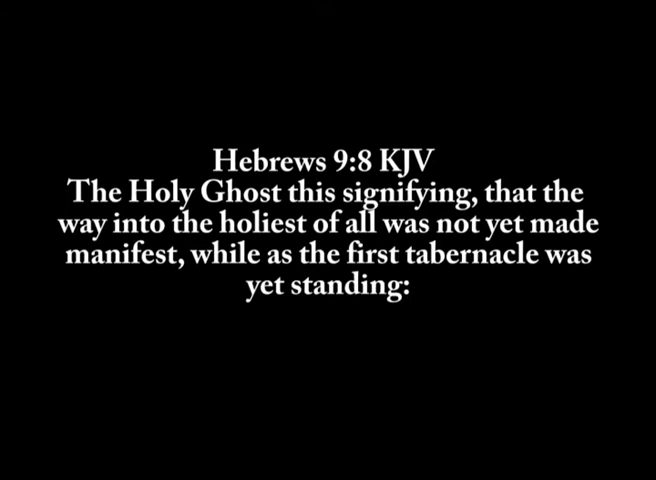 Hebrews 9:8 KJV
The Holy Ghost this signifying, that the
way into the holiest of all was not yet made
manifest, while as the first tabernacle was
yet standing: